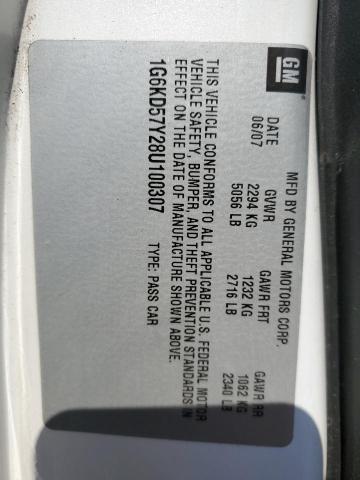 GM
MFD BY GENERAL MOTORS CORP.
DATE GVWR GAWR FRT GAWR RR
06/07 2294 KG 1232 KG 1062 KG
5056 LB 2716 LB 2340 LB
THIS VEHICLE CONFORMS TO ALL APPLICABLE U.S. FEDERAL MOTOR
VEHICLE SAFETY, BUMPER, AND THEFT PREVENTION STANDARDS IN
EFFECT ON THE DATE OF MANUFACTURE SHOWN ABOVE.
1G6KD57Y28U100307 TYPE: PASS CAR